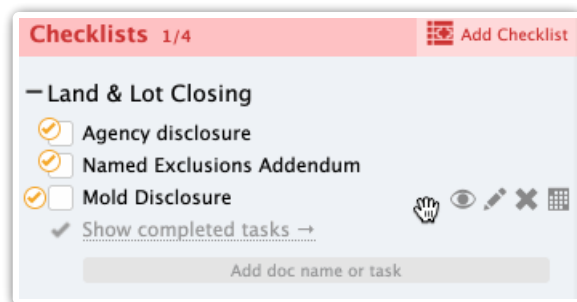 Checklists 1/4
Add Checklist
Land & Lot Closing
Agency disclosure
Named Exclusions Addendum
Mold Disclosure
Show completed tasks →
Add doc name or task